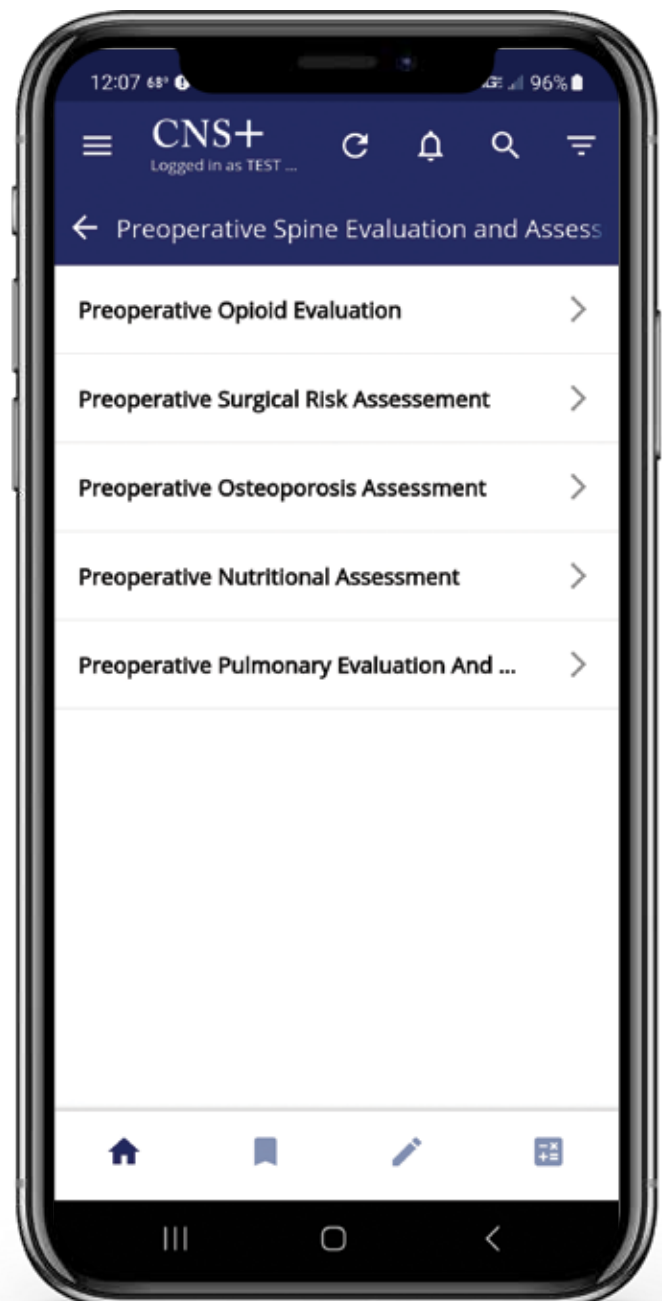 12:07 68°
96%
CNS+
Logged in as TEST ...
Preoperative Spine Evaluation and Assess
Preoperative Opioid Evaluation
Preoperative Surgical Risk Assessement
Preoperative Osteoporosis Assessment
Preoperative Nutritional Assessment
Preoperative Pulmonary Evaluation And ...